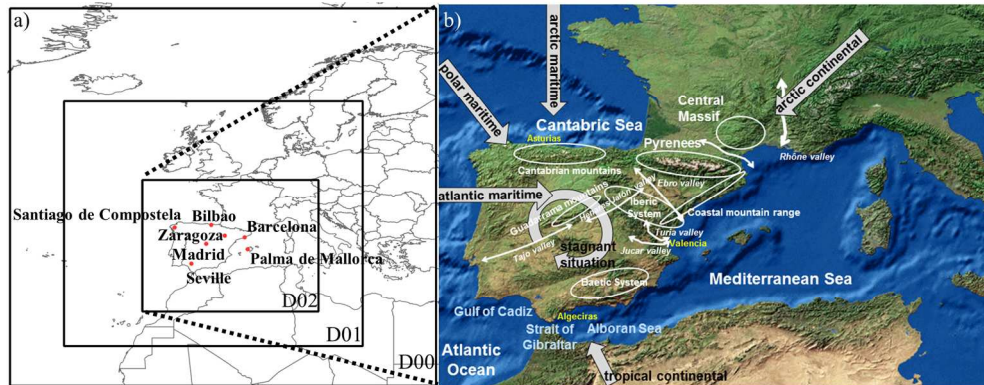 a)
Santiago de Compostela
Bilbao
Zaragoza
Barcelona
Madrid
Palma de Mallorca
Seville
D02
D01
D00
b)
arctic maritime
polar maritime
arctic continental
Central
Massif
Cantabric Sea
Asturias
Pyrenees
Rhône valley
Cantabrian mountains
Ebro valley
atlantic maritime
Guadarrama mountains
Iberic
System
Coastal mountain range
Turia valley
Tajo valley
stagnant
situation
Jucar valley
Valencia
Baetic System
Mediterranean Sea
Gulf of Cadiz
Algeciras
Strait of
Gibraltar
Alboran Sea
Atlantic
Ocean
tropical continental